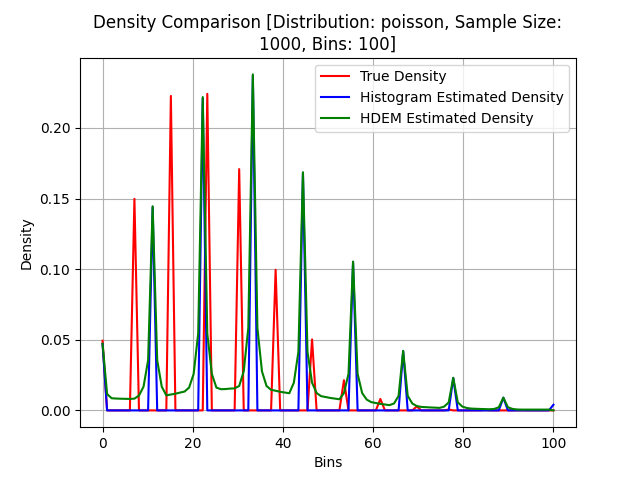 Density Comparison [Distribution: poisson, Sample Size:
1000, Bins: 100]
True Density
Histogram Estimated Density
HDEM Estimated Density
Density
0.20
0.15
0.10
0.05
0.00
0 20 40 60 80 100
Bins